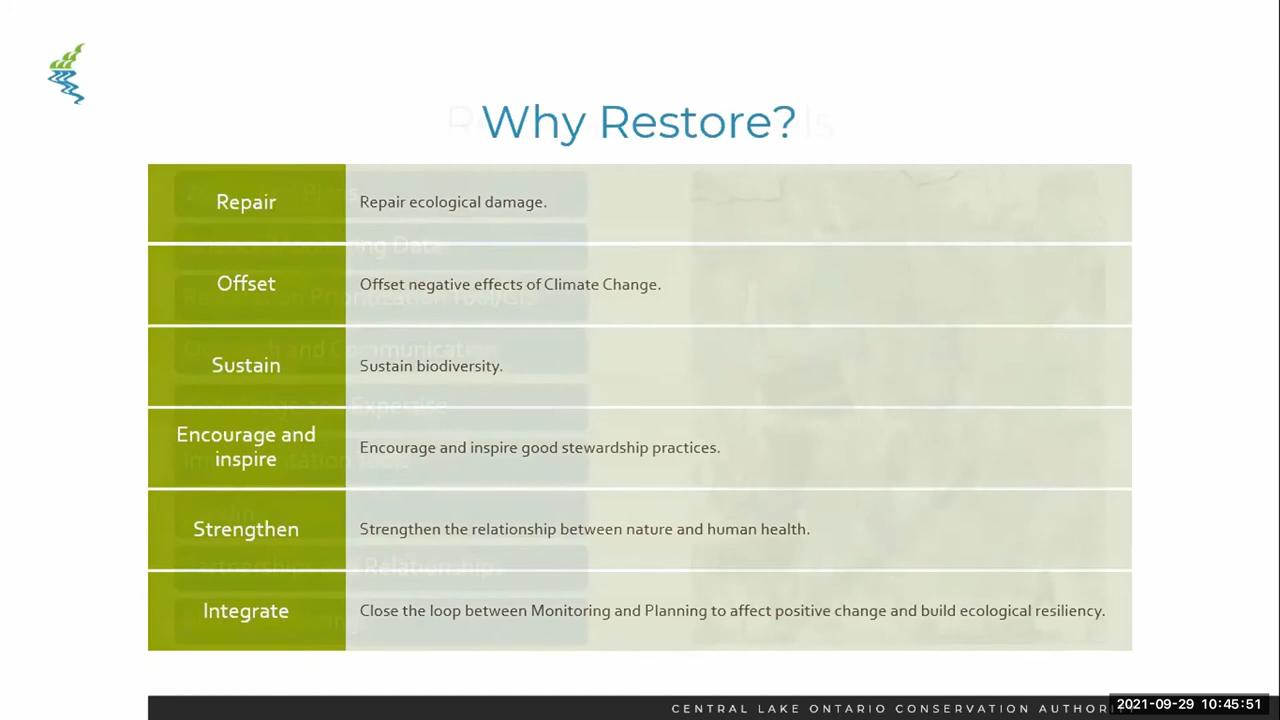 Why Restore?
Repair
Repair ecological damage.
Offset
Offset negative effects of Climate Change.
Sustain
Sustain biodiversity.
Encourage and
inspire
Encourage and inspire good stewardship practices.
Strengthen
Strengthen the relationship between nature and human health.
Integrate
Close the loop between Monitoring and Planning to affect positive change and build ecological resiliency.
CENTRAL LAKE ONTARIO CONSERVATION
2021-09-29 10:45:51